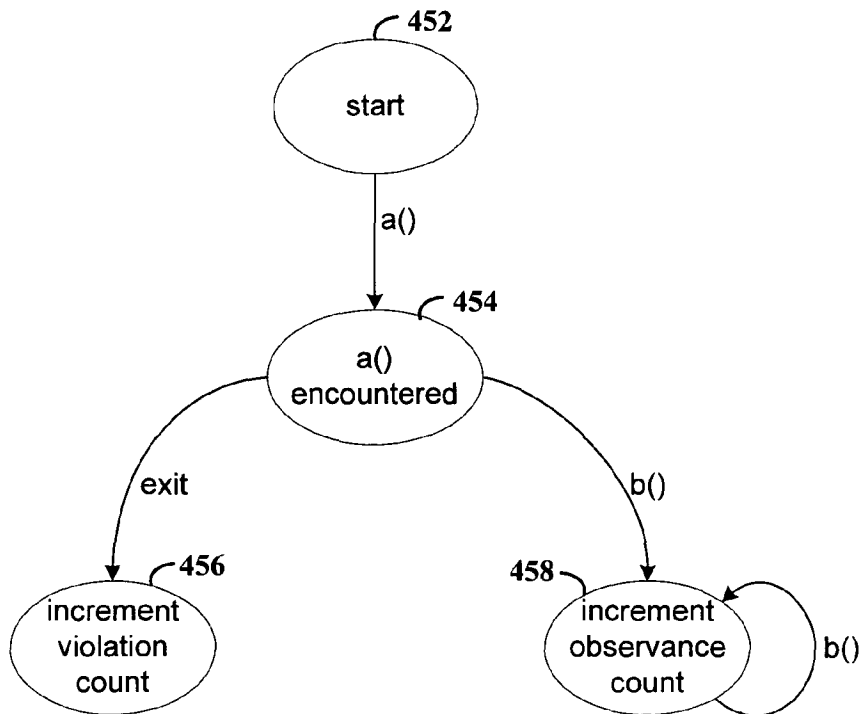 452
start
a()
454
a()
encountered
exit
b()
456
increment
violation
count
458
increment
observance
count
b()